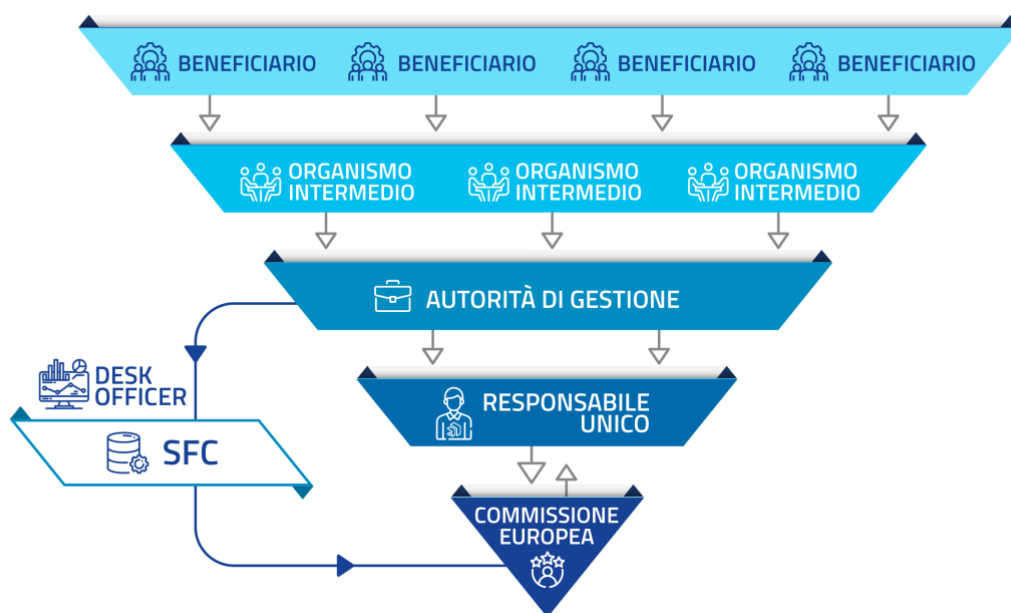 BENEFICIARIO BENEFICIARIO BENEFICIARIO BENEFICIARIO
ORGANISMO
INTERMEDIO
ORGANISMO
INTERMEDIO
ORGANISMO
INTERMEDIO
AUTORITÀ DI GESTIONE
DESK
OFFICER
SFC
RESPONSABILE
UNICO
COMMISSIONE
EUROPEA